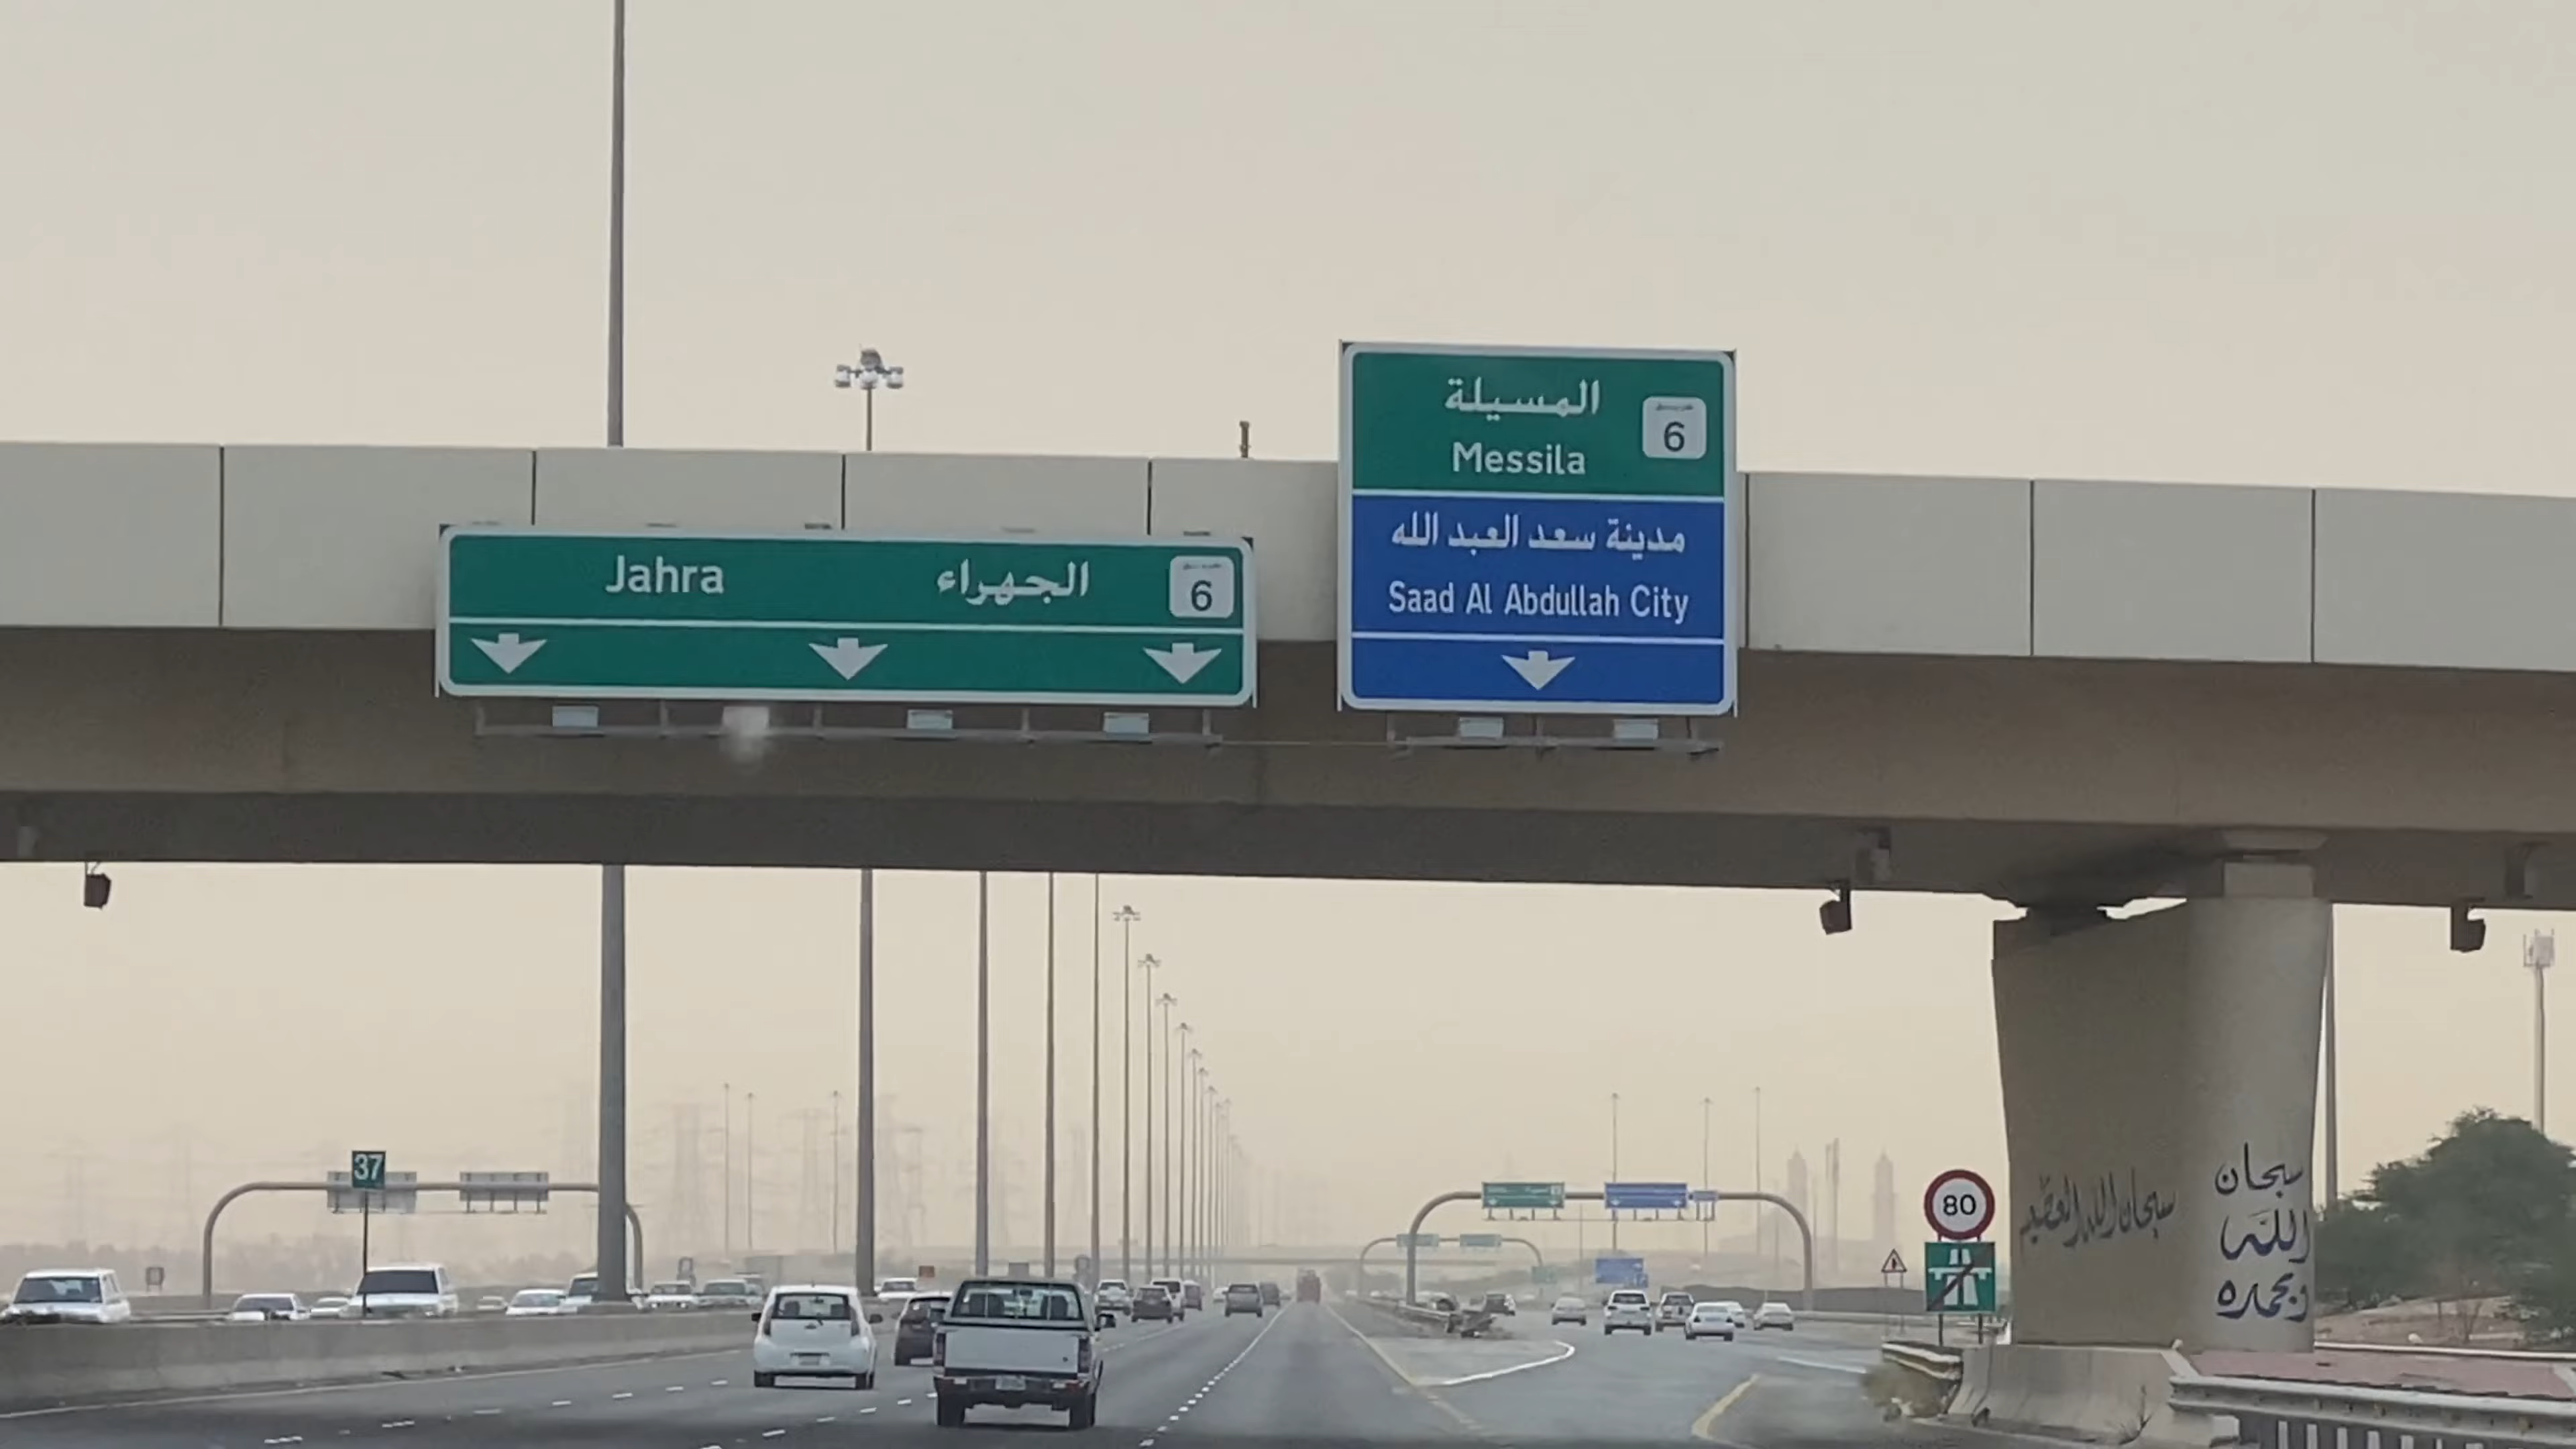 Jahra
الجهراء
6
المسيلة
6
Messila
مدينة سعد العبد الله
Saad Al Abdullah City
37
80
سبحان الله العظيم
سبحان
الله
وبحمده